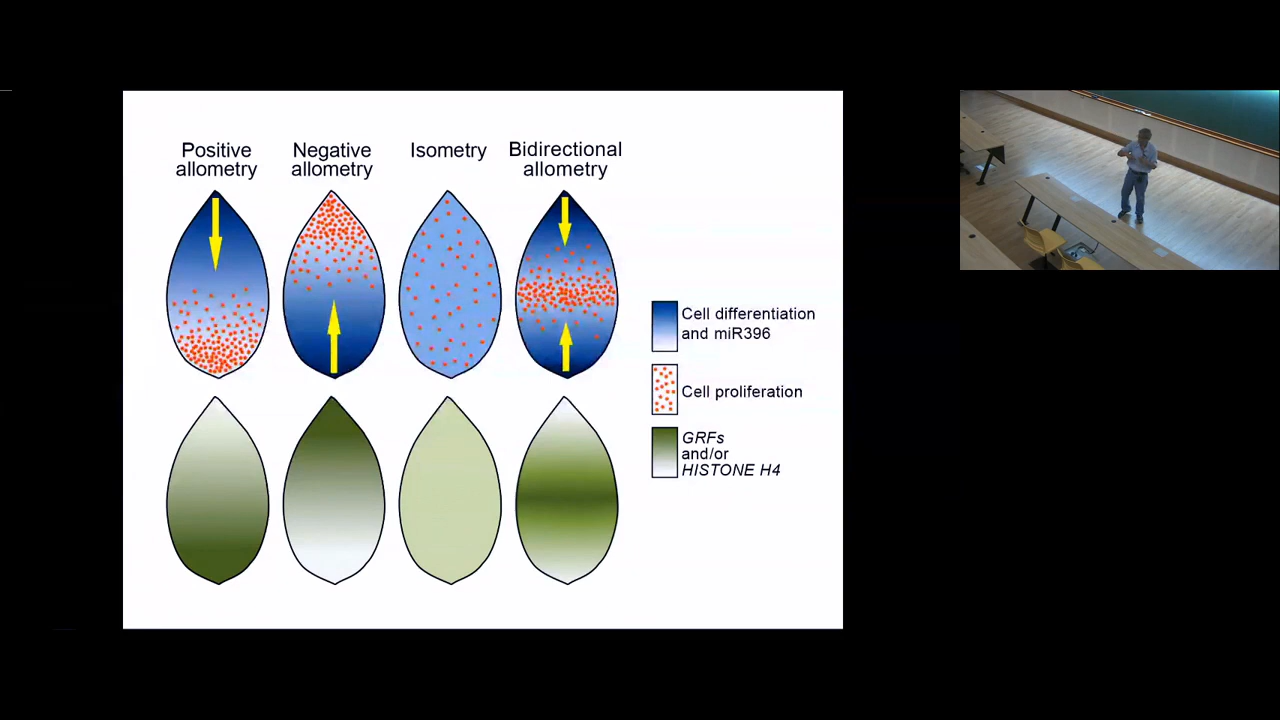 Positive
allometry
Negative
allometry
Isometry
Bidirectional
allometry
Cell differentiation
and miR396
Cell proliferation
GRFs
and/or
HISTONE H4